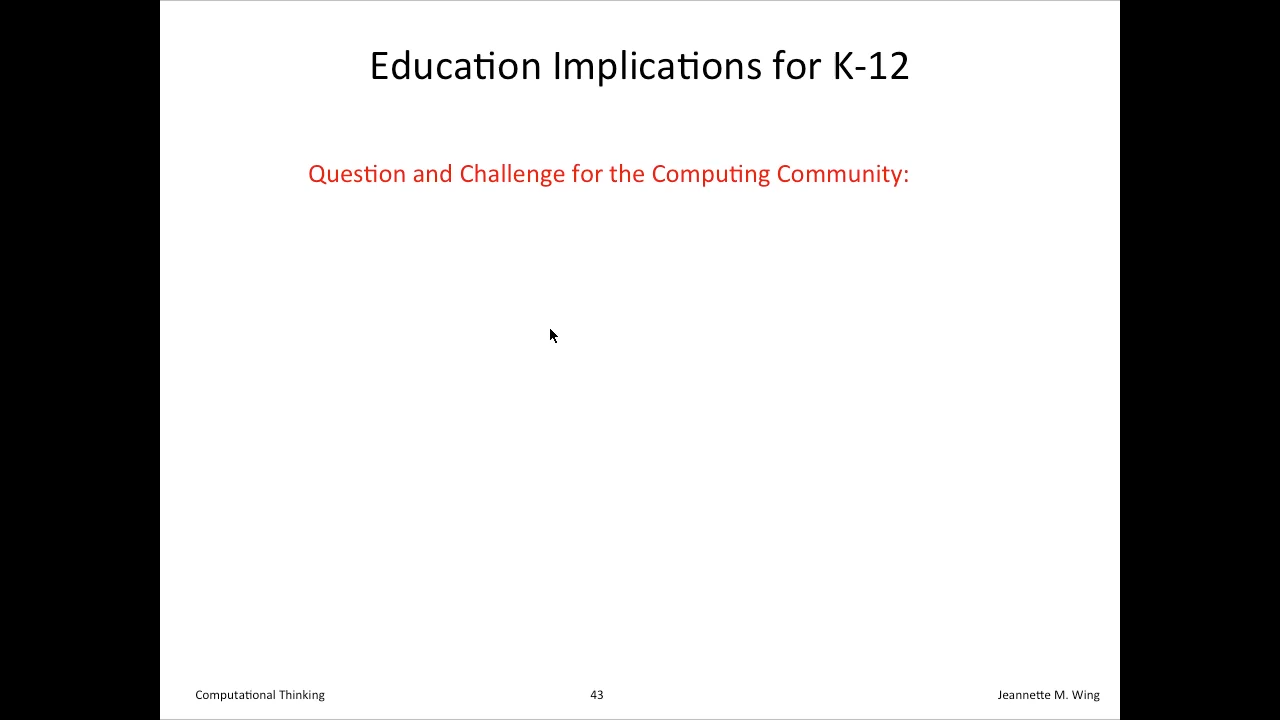 Education Implications for K-12
Question and Challenge for the Computing Community:
Computational Thinking
43
Jeannette M. Wing